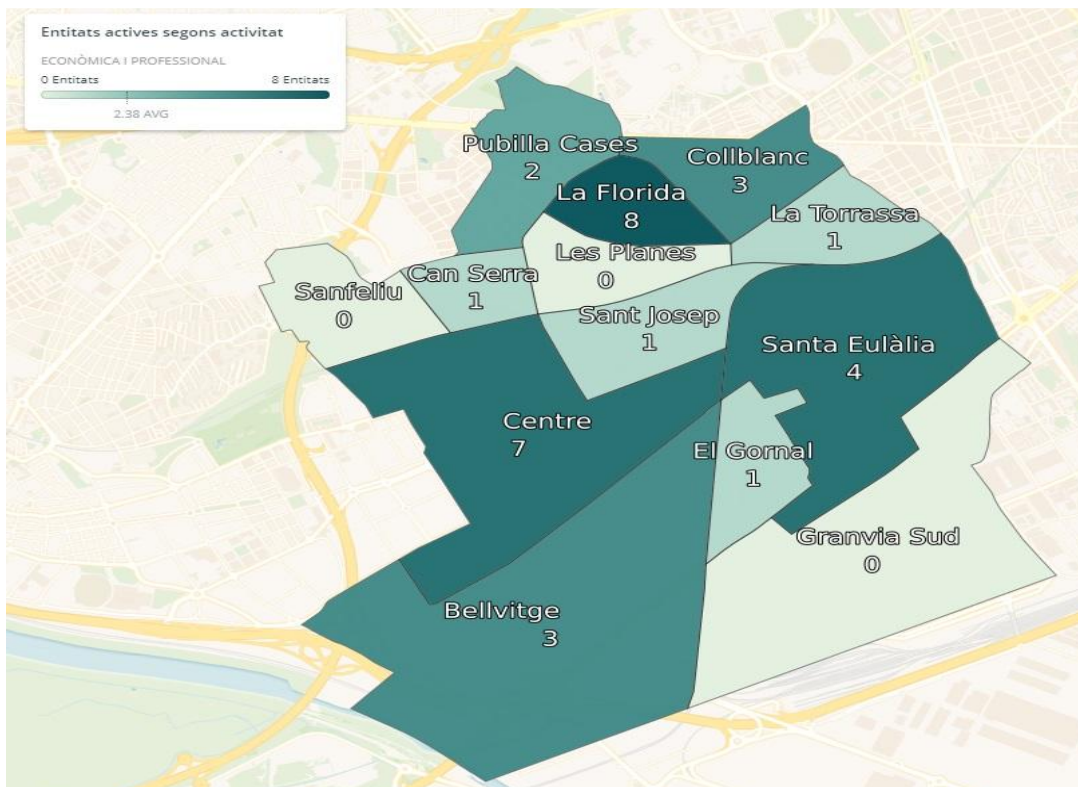 Entitats actives segons activitat
ECONÒMICA I PROFESSIONAL
0 Entitats 8 Entitats
2.38 AVG
Pubilla Cases
2
Collblanc
3
La Florida
8
La Torrassa
1
Les Planes
0
Can Serra
1
Sanfeliu
0
Sant Josep
1
Santa Eulàlia
4
Centre
7
El Gornal
1
Granvia Sud
0
Bellvitge
3